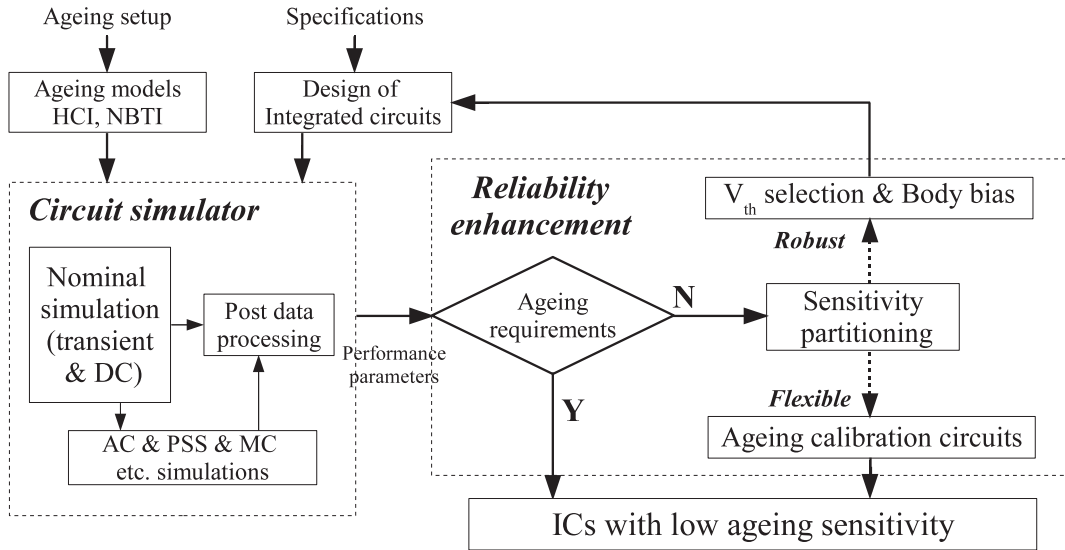 Ageing setup
Specifications
Ageing models
HCI, NBTI
Design of
Integrated circuits
Circuit simulator
Nominal
simulation
(transient
& DC)
Post data
processing
AC & PSS & MC
etc. simulations
Performance
parameters
Reliability
enhancement
Ageing
requirements
N
Y
Sensitivity
partitioning
Robust
Vth selection & Body bias
Flexible
Ageing calibration circuits
ICs with low ageing sensitivity